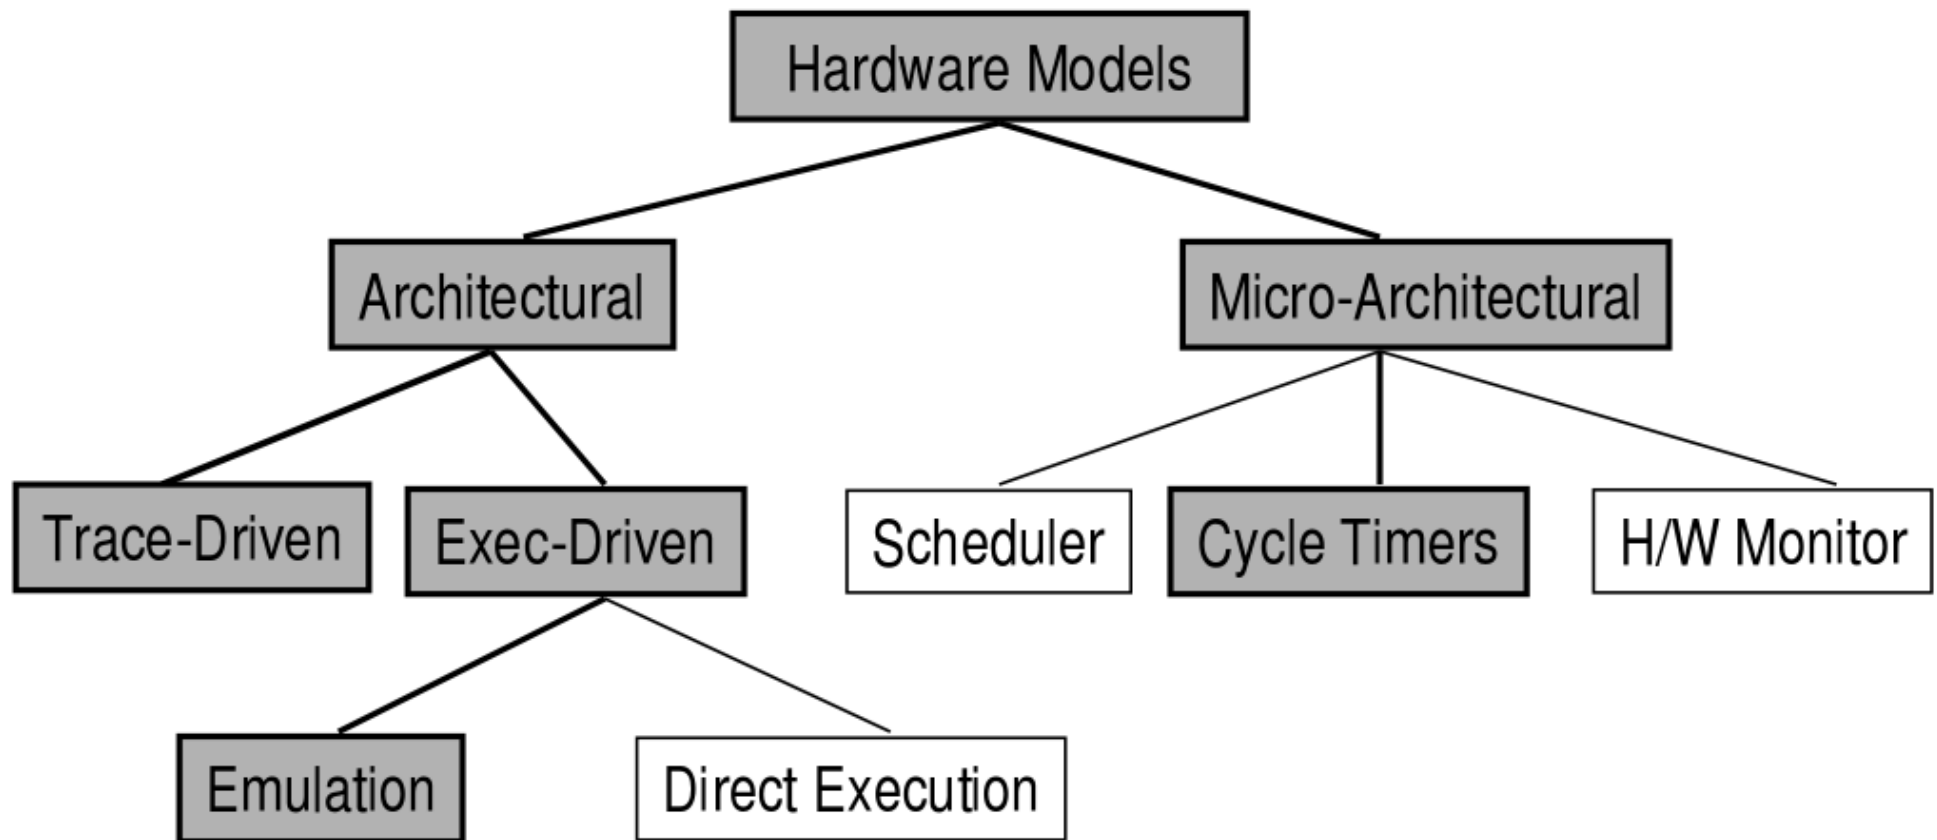 Hardware Models
Architectural
Micro-Architectural
Trace-Driven
Exec-Driven
Scheduler
Cycle Timers
H/W Monitor
Emulation
Direct Execution